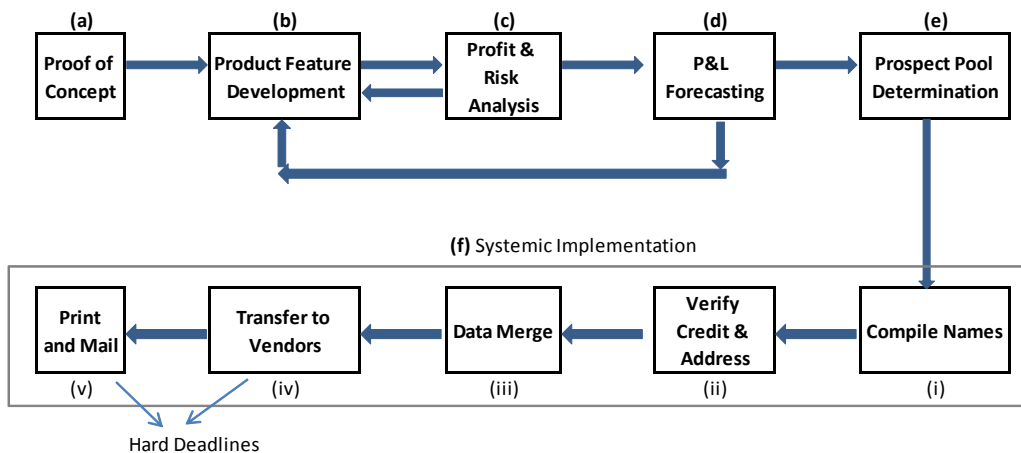 (a)
Proof of
Concept
(b)
Product Feature
Development
(c)
Profit &
Risk
Analysis
(d)
P&L
Forecasting
(e)
Prospect Pool
Determination
(f) Systemic Implementation
Print
and Mail
(v)
Transfer to
Vendors
(iv)
Data Merge
(iii)
Verify
Credit &
Address
(ii)
Compile Names
(i)
Hard Deadlines